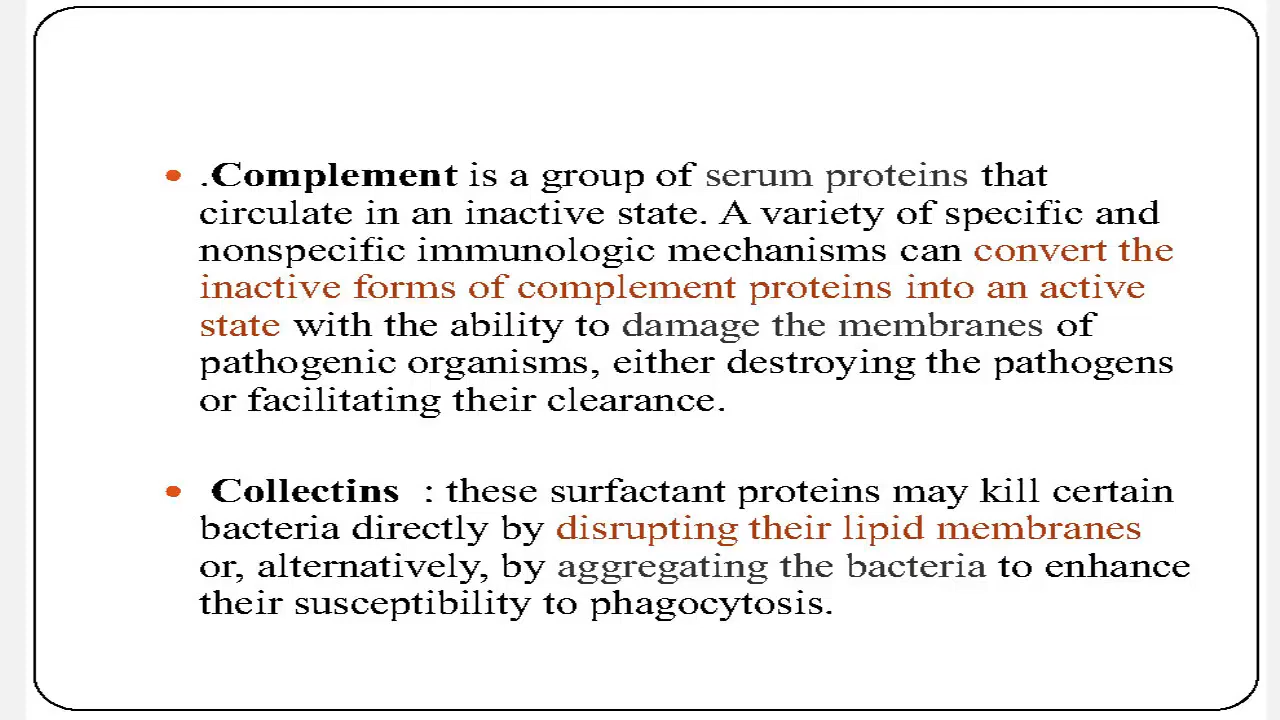 • .Complement is a group of serum proteins that
circulate in an inactive state. A variety of specific and
nonspecific immunologic mechanisms can convert the
inactive forms of complement proteins into an active
state with the ability to damage the membranes of
pathogenic organisms, either destroying the pathogens
or facilitating their clearance.
• Collectins : these surfactant proteins may kill certain
bacteria directly by disrupting their lipid membranes
or, alternatively, by aggregating the bacteria to enhance
their susceptibility to phagocytosis.